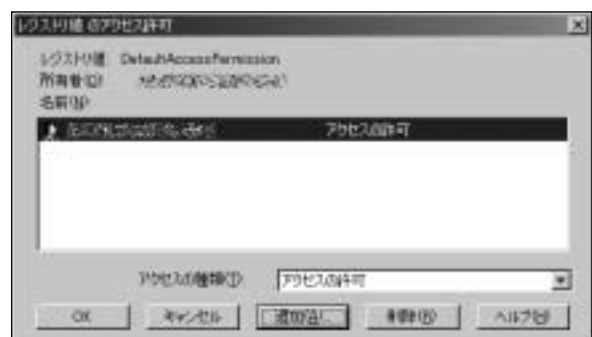 レジストリ値 のアクセス許可
レジストリ値: DefaultAccessPermission
所有者(O):
名前(N):
アクセスの許可
アクセスの種類(T): アクセスの許可
OK キャンセル 追加(A)... 削除(R) ヘルプ(H)